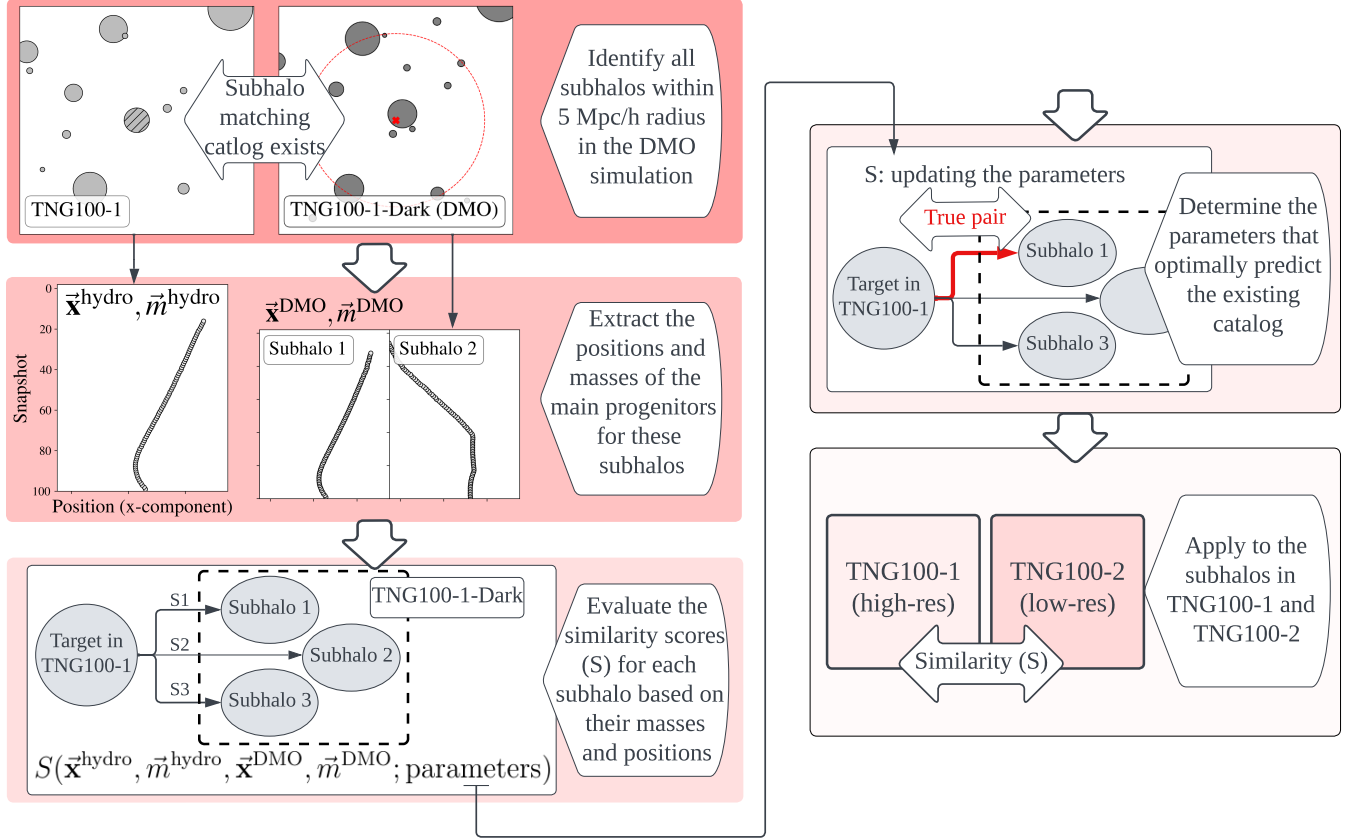 Subhalo
matching
catlog exists
TNG100-1
TNG100-1-Dark (DMO)
Identify all
subhalos within
5 Mpc/h radius
in the DMO
simulation
x⃗^hydro, m⃗^hydro
0
20
40
60
80
100
Snapshot
Position (x-component)
x⃗^DMO, m⃗^DMO
Subhalo 1
Subhalo 2
Extract the
positions and
masses of the
main progenitors
for these
subhalos
Target in
TNG100-1
S1
S2
S3
Subhalo 1
Subhalo 2
Subhalo 3
TNG100-1-Dark
S(x⃗^hydro, m⃗^hydro, x⃗^DMO, m⃗^DMO; parameters)
Evaluate the
similarity scores
(S) for each
subhalo based on
their masses
and positions
S: updating the parameters
True pair
Target in
TNG100-1
Subhalo 1
Subhalo 3
Determine the
parameters that
optimally predict
the existing
catalog
TNG100-1
(high-res)
TNG100-2
(low-res)
Similarity (S)
Apply to the
subhalos in
TNG100-1 and
TNG100-2